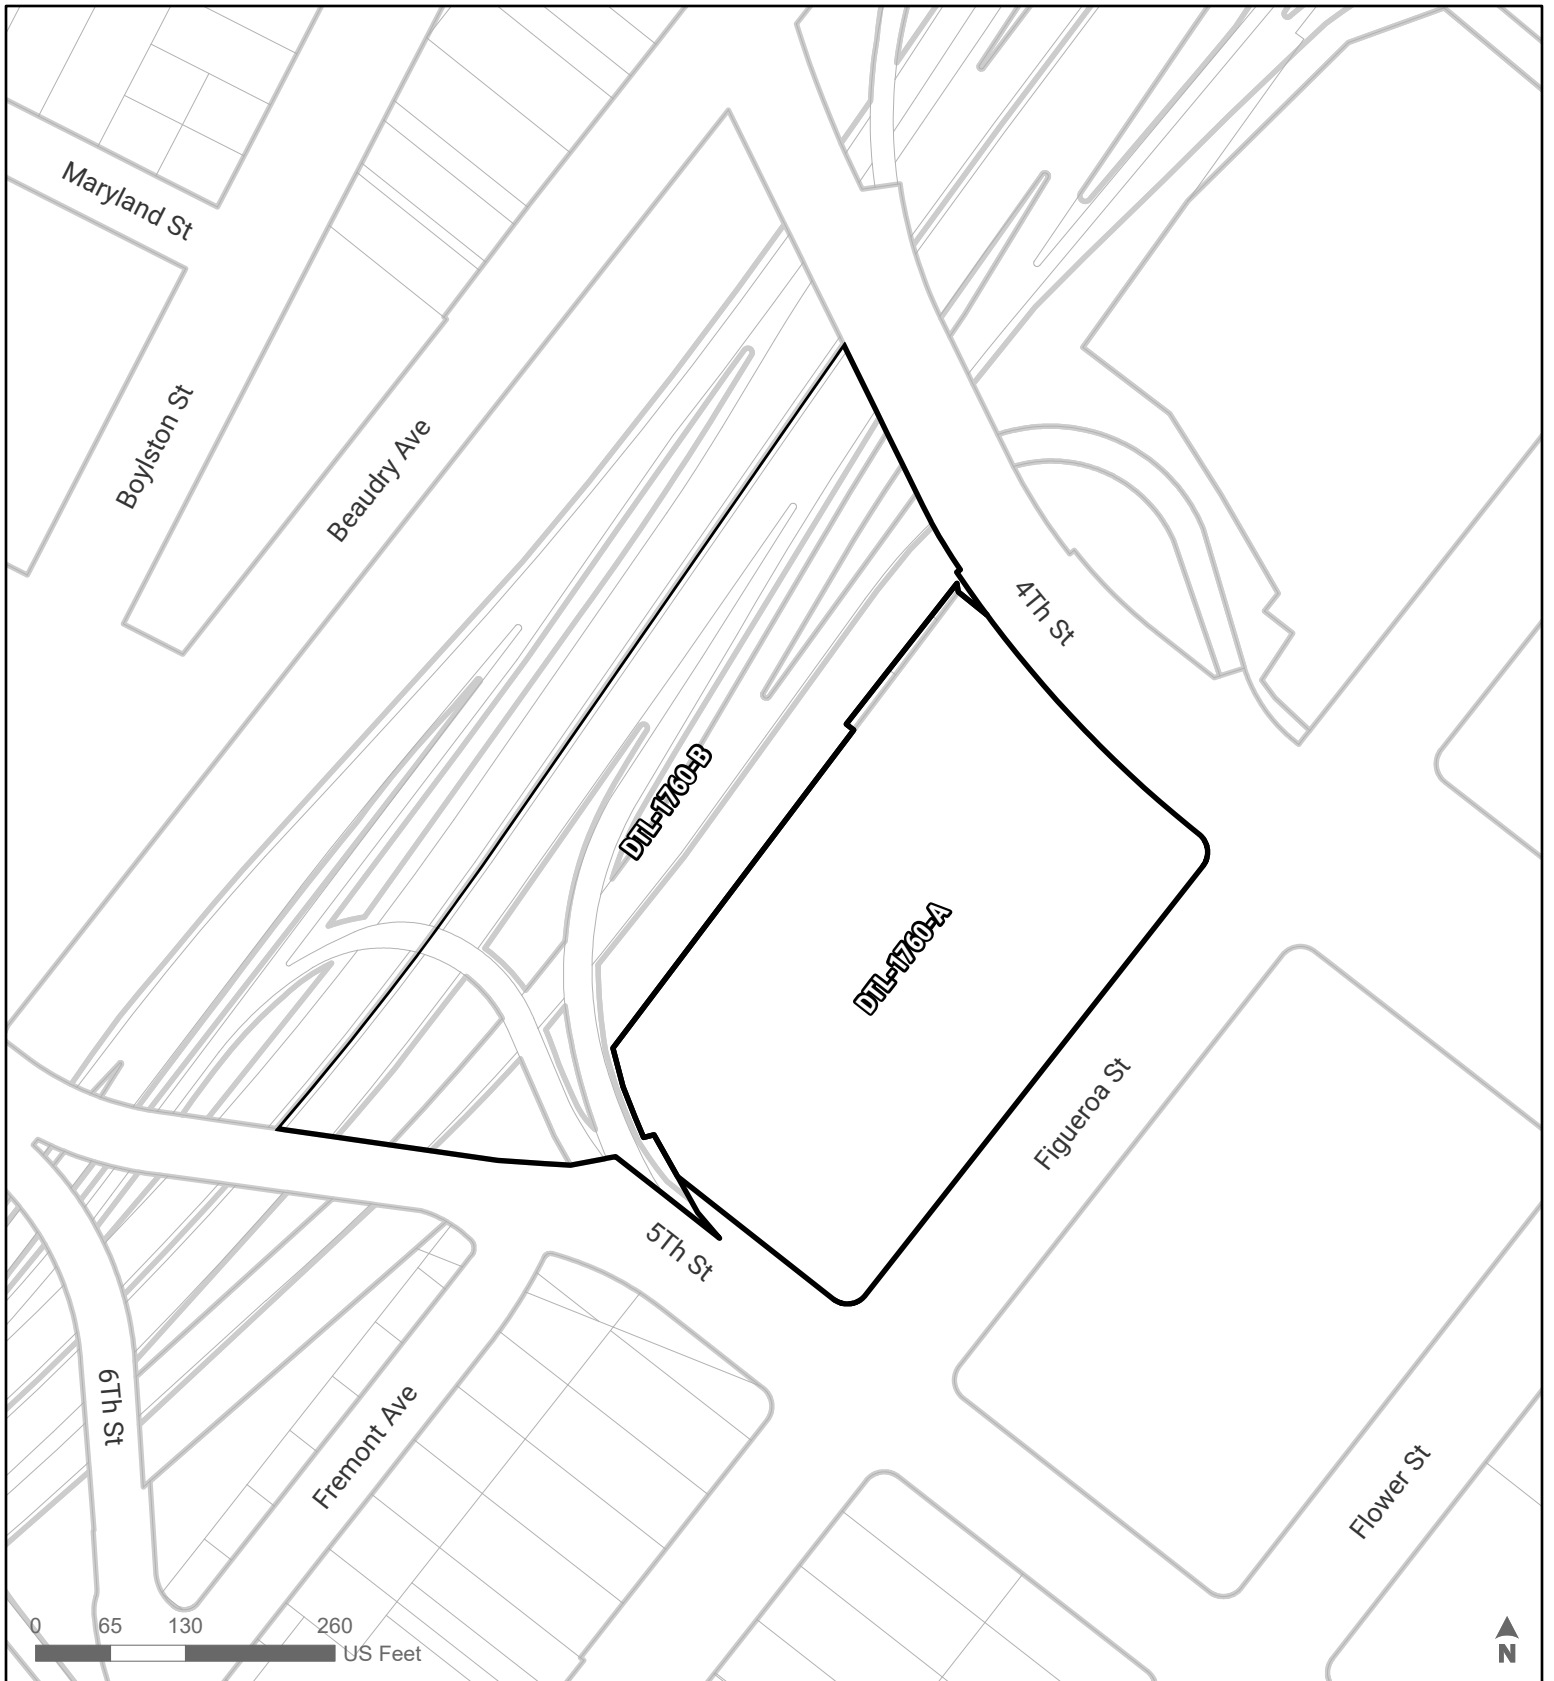 Maryland St
Boylston St
Beaudry Ave
4Th St
DTL-1760-B
DTL-1760-A
Figueroa St
5Th St
6Th St
Fremont Ave
Flower St
0 65 130 260
US Feet
N